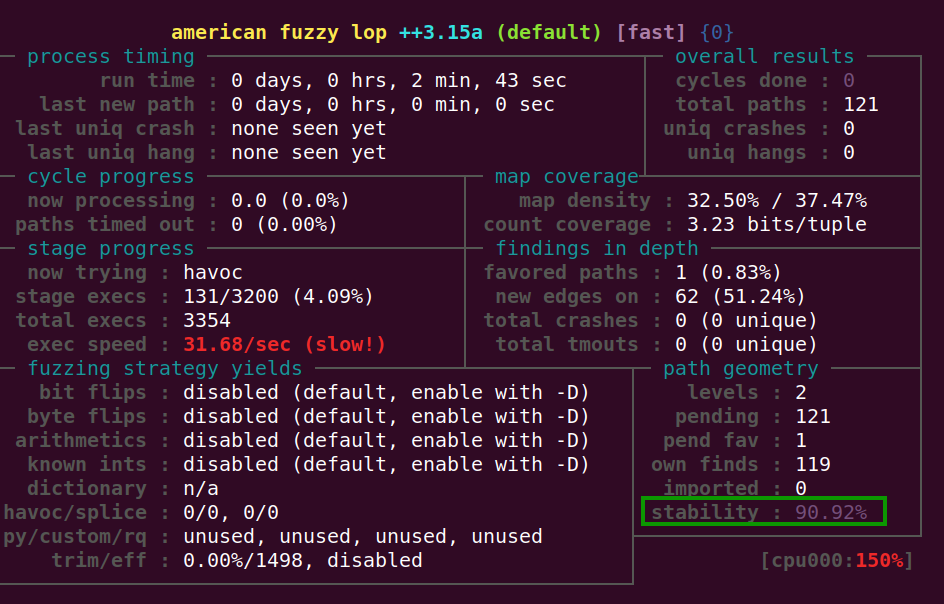 american fuzzy lop ++3.15a (default) [fast] {0}
process timing overall results
run time : 0 days, 0 hrs, 2 min, 43 sec cycles done : 0
last new path : 0 days, 0 hrs, 0 min, 0 sec total paths : 121
last uniq crash : none seen yet uniq crashes : 0
last uniq hang : none seen yet uniq hangs : 0
cycle progress map coverage
now processing : 0.0 (0.0%) map density : 32.50% / 37.47%
paths timed out : 0 (0.00%) count coverage : 3.23 bits/tuple
stage progress findings in depth
now trying : havoc favored paths : 1 (0.83%)
stage execs : 131/3200 (4.09%) new edges on : 62 (51.24%)
total execs : 3354 total crashes : 0 (0 unique)
exec speed : 31.68/sec (slow!) total tmouts : 0 (0 unique)
fuzzing strategy yields path geometry
bit flips : disabled (default, enable with -D) levels : 2
byte flips : disabled (default, enable with -D) pending : 121
arithmetics : disabled (default, enable with -D) pend fav : 1
known ints : disabled (default, enable with -D) own finds : 119
dictionary : n/a imported : 0
havoc/splice : 0/0, 0/0 stability : 90.92%
py/custom/rq : unused, unused, unused, unused
trim/eff : 0.00%/1498, disabled [cpu000:150%]